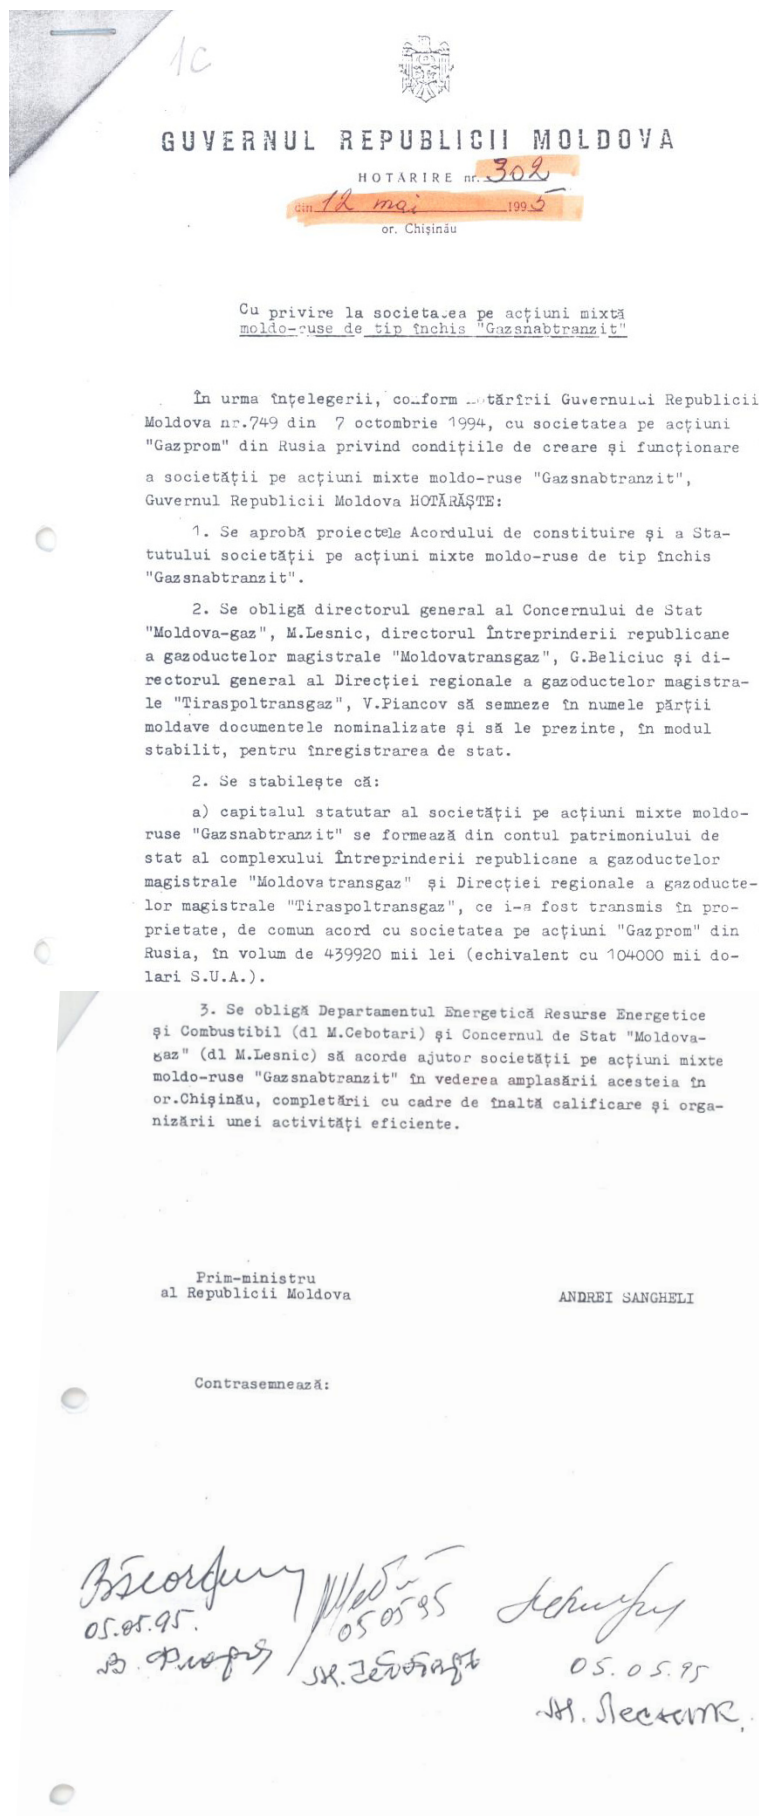 1C
GUVERNUL REPUBLICII MOLDOVA
HOTĂRIRE nr. 302
din 12 mai 1995
or. Chişinău
Cu privire la societatea pe acţiuni mixtă
moldo-ruse de tip închis "Gazsnabtranzit"
În urma înţelegerii, conform hotărîrii Guvernului Republicii
Moldova nr.749 din 7 octombrie 1994, cu societatea pe acţiuni
"Gazprom" din Rusia privind condiţiile de creare şi funcţionare
a societăţii pe acţiuni mixte moldo-ruse "Gazsnabtranzit",
Guvernul Republicii Moldova HOTĂRĂŞTE:
1. Se aprobă proiectele Acordului de constituire şi a Sta-
tutului societăţii pe acţiuni mixte moldo-ruse de tip închis
"Gazsnabtranzit".
2. Se obligă directorul general al Concernului de Stat
"Moldova-gaz", M.Lesnic, directorul Întreprinderii republicane
a gazoductelor magistrale "Moldovatransgaz", G.Beliciuc şi di-
rectorul general al Direcţiei regionale a gazoductelor magistra-
le "Tiraspoltransgaz", V.Piancov să semneze în numele părţii
moldave documentele nominalizate şi să le prezinte, în modul
stabilit, pentru înregistrarea de stat.
2. Se stabileşte că:
a) capitalul statutar al societăţii pe acţiuni mixte moldo-
ruse "Gazsnabtranzit" se formează din contul patrimoniului de
stat al complexului Întreprinderii republicane a gazoductelor
magistrale "Moldovatransgaz" şi Direcţiei regionale a gazoducte-
lor magistrale "Tiraspoltransgaz", ce i-a fost transmis în pro-
prietate, de comun acord cu societatea pe acţiuni "Gazprom" din
Rusia, în volum de 439920 mii lei (echivalent cu 104000 mii do-
lari S.U.A.).
3. Se obligă Departamentul Energetică Resurse Energetice
şi Combustibil (dl M.Cebotari) şi Concernul de Stat "Moldova-
gaz" (dl M.Lesnic) să acorde ajutor societăţii pe acţiuni mixte
moldo-ruse "Gazsnabtranzit" în vederea amplasării acesteia în
or.Chişinău, completării cu cadre de înaltă calificare şi orga-
nizării unei activităţi eficiente.
Prim-ministru
al Republicii Moldova
ANDREI SANGHELI
Contrasemnează:
05.05.95.
05 05 95
05.05.95
М. Лесник